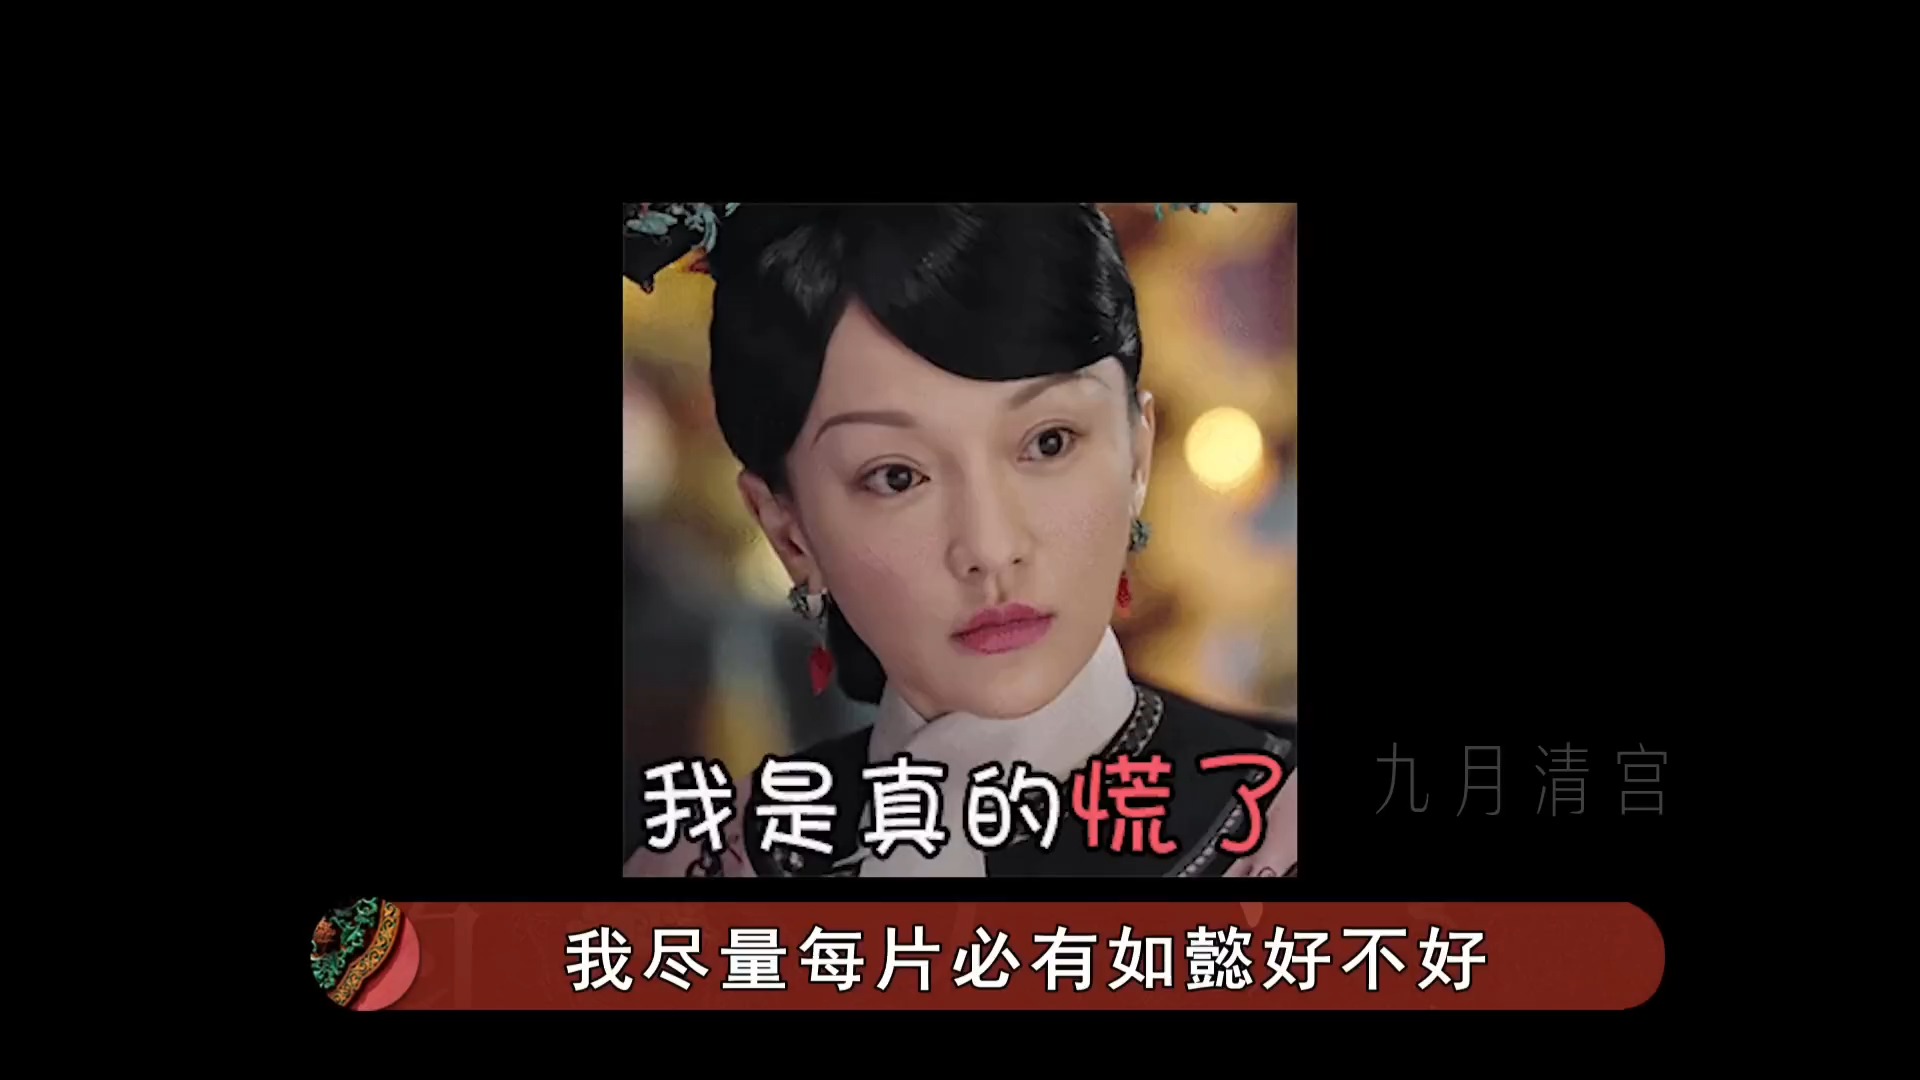 我是真的慌了
九月清宫
我尽量每片必有如懿好不好